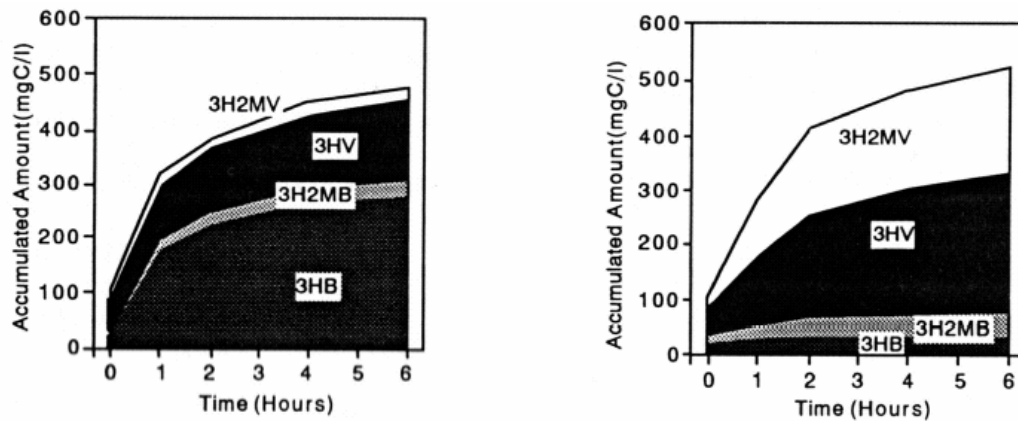 Accumulated Amount(mgC/l)
600
500
400
300
200
100
0
3H2MV
3HV
3H2MB
3HB
0 1 2 3 4 5 6
Time (Hours)
Accumulated Amount(mgC/l)
600
500
400
300
200
100
0
3H2MV
3HV
3H2MB
3HB
0 1 2 3 4 5 6
Time (Hours)